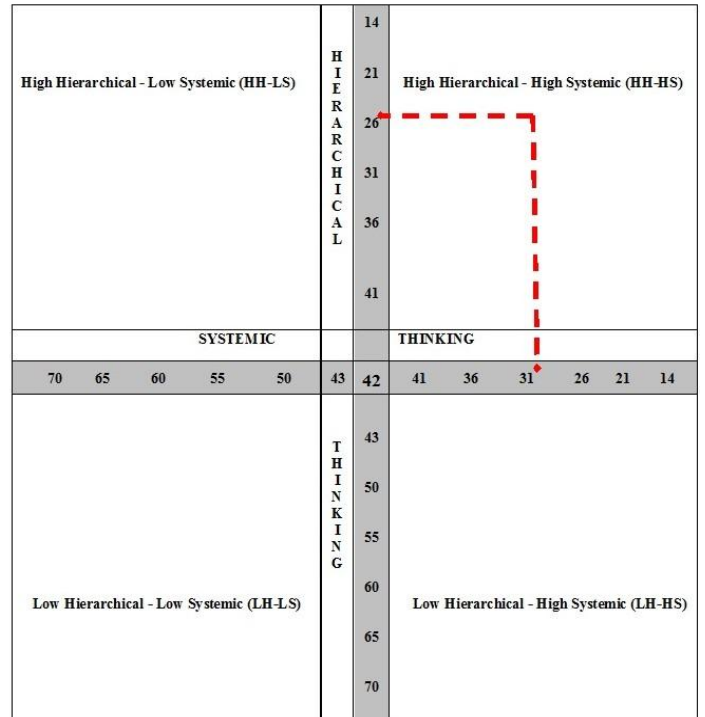 14
HIERARCHICAL
21
High Hierarchical - Low Systemic (HH-LS)
High Hierarchical - High Systemic (HH-HS)
26
31
36
41
SYSTEMIC THINKING
70 65 60 55 50 43 42 41 36 31 26 21 14
THINKING
43
50
55
60
Low Hierarchical - Low Systemic (LH-LS)
Low Hierarchical - High Systemic (LH-HS)
65
70